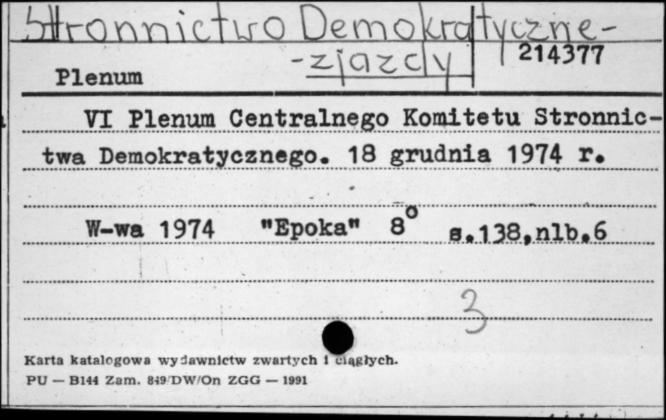 Stronnictwo Demokratyczne-
-zjazdy
214377
Plenum
VI Plenum Centralnego Komitetu Stronnic-
twa Demokratycznego. 18 grudnia 1974 r.
W-wa 1974 "Epoka" 8° s.138,nlb.6
3
Karta katalogowa wydawnictw zwartych i ciągłych.
PU — B144 Zam. 849/DW/On ZGG — 1991